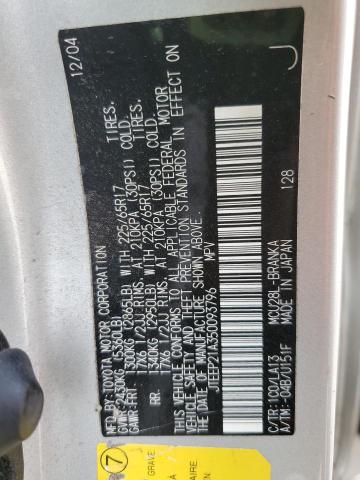 MFD.BY: TOYOTA MOTOR CORPORATION 12/04
GVWR 2430KG (5360LB)
GAWR:FRT. 1300KG (2865LB) WITH 225/65R17 TIRES.
17X6 1/2JJ RIMS. AT 210KPA (30PSI) COLD.
RR. 1340KG (2950LB) WITH 225/65R17 TIRES.
17X6 1/2JJ RIMS. AT 210KPA (30PSI) COLD.
THIS VEHICLE CONFORMS TO ALL APPLICABLE FEDERAL MOTOR
VEHICLE SAFETY AND THEFT PREVENTION STANDARDS IN EFFECT ON
THE DATE OF MANUFACTURE SHOWN ABOVE.
JTEEP21A350093796 MPV
C/TR: 1C0/LA13 MCU28L-BRANKA
A/TM: -04B/U151F 128 J
7
GRAVE